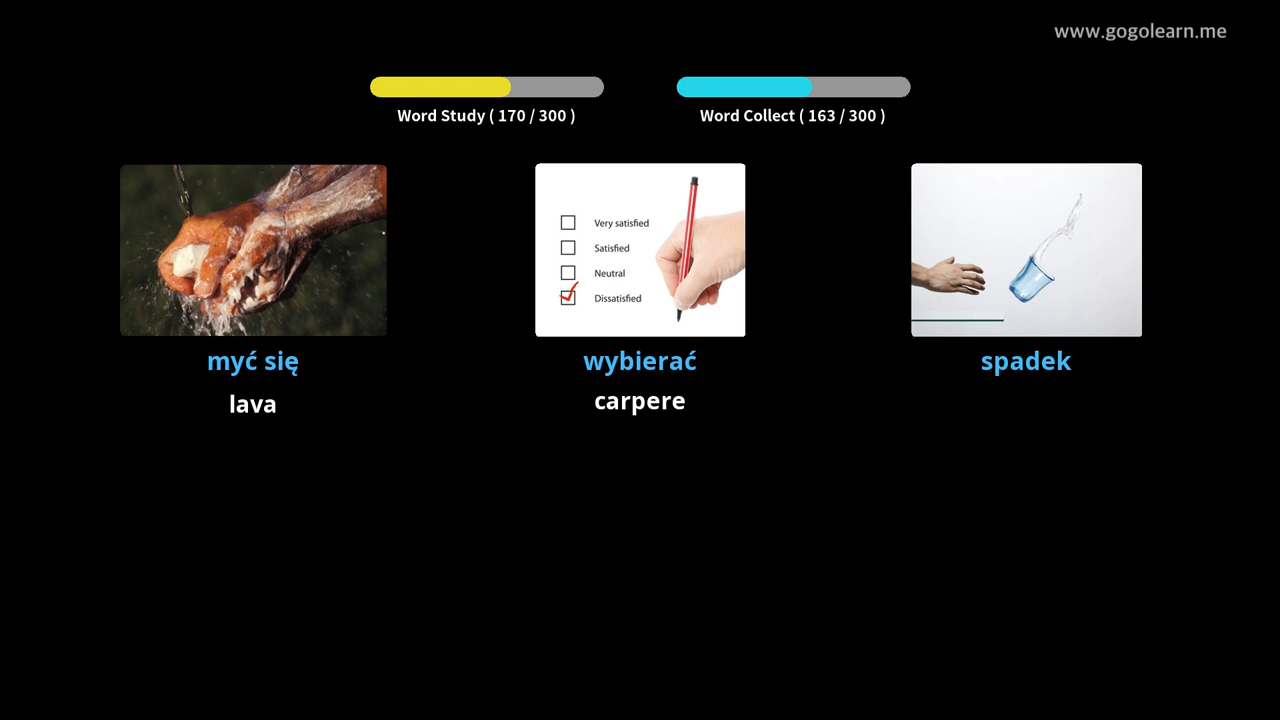 www.gogolearn.me
Word Study ( 170 / 300 )
Word Collect ( 163 / 300 )
Very satisfied
Satisfied
Neutral
Dissatisfied
myć się
wybierać
spadek
lava
carpere